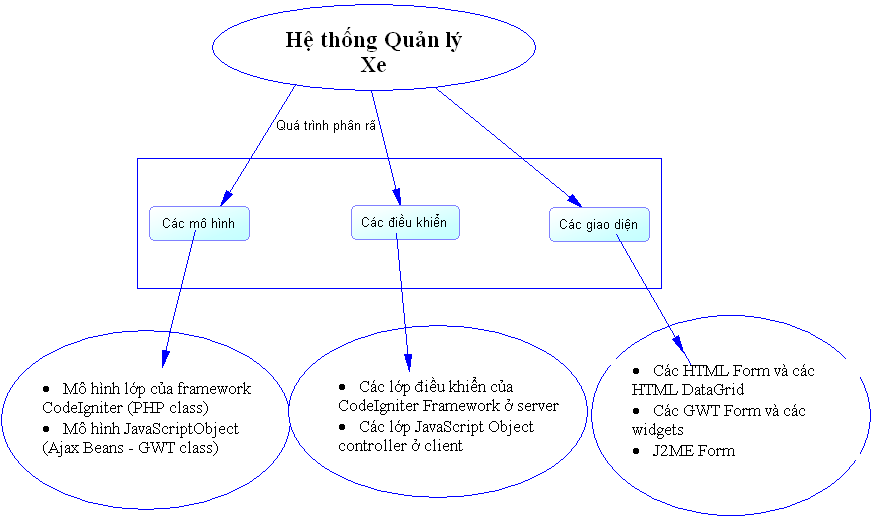 Hệ thống Quản lý
Xe
Quá trình phân rã
Các mô hình
Các điều khiển
Các giao diện
● Mô hình lớp của framework
CodeIgniter (PHP class)
● Mô hình JavaScriptObject
(Ajax Beans - GWT class)
● Các lớp điều khiển của
CodeIgniter Framework ở server
● Các lớp JavaScript Object
controller ở client
● Các HTML Form và các
HTML DataGrid
● Các GWT Form và các
widgets
● J2ME Form